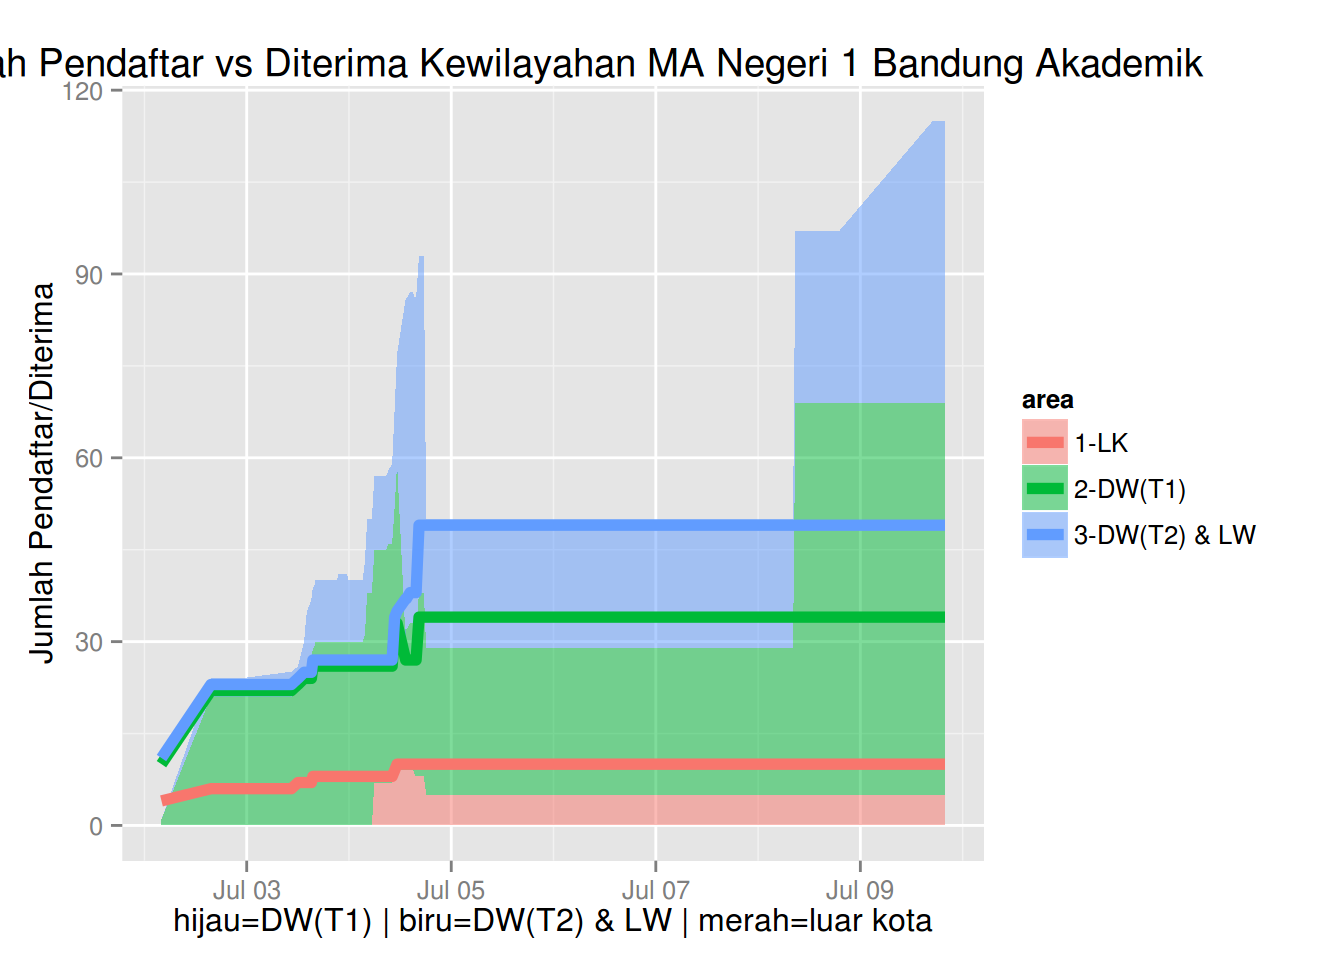 ah Pendaftar vs Diterima Kewilayahan MA Negeri 1 Bandung Akademik
120
90
60
30
0
Jumlah Pendaftar/Diterima
Jul 03
Jul 05
Jul 07
Jul 09
hijau=DW(T1) | biru=DW(T2) & LW | merah=luar kota
area
1-LK
2-DW(T1)
3-DW(T2) & LW